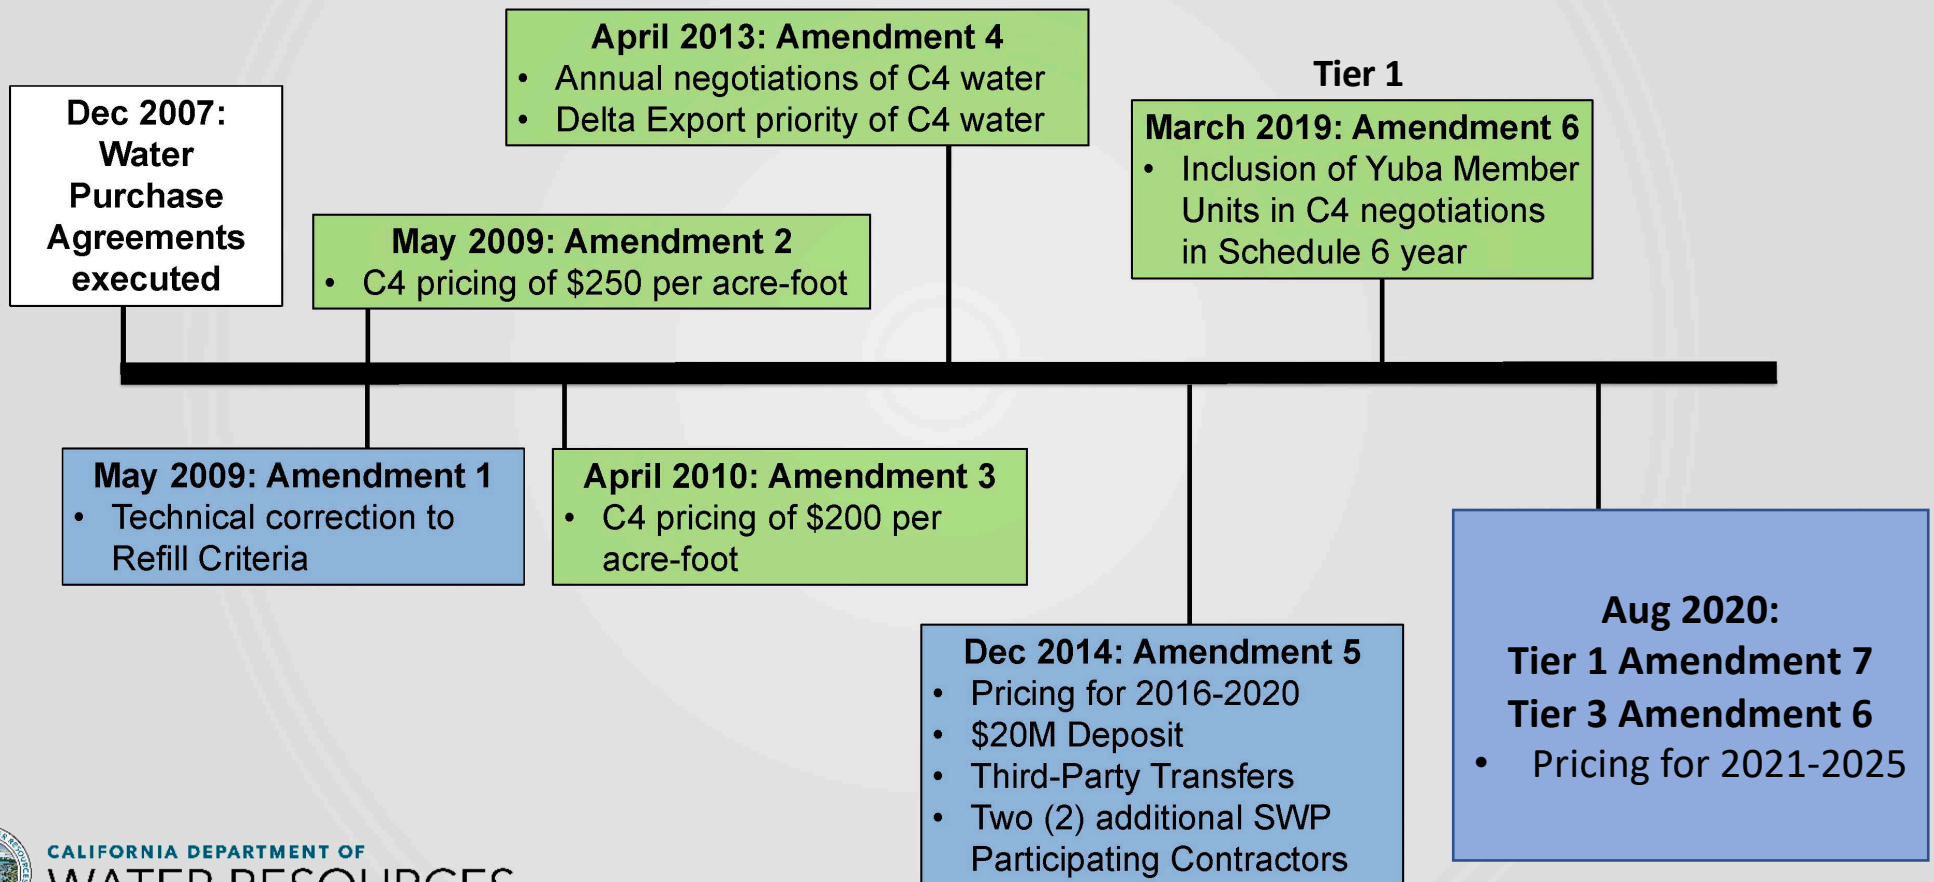 Dec 2007:
Water
Purchase
Agreements
executed
May 2009: Amendment 2
• C4 pricing of $250 per acre-foot
April 2013: Amendment 4
• Annual negotiations of C4 water
• Delta Export priority of C4 water
Tier 1
March 2019: Amendment 6
• Inclusion of Yuba Member
Units in C4 negotiations
in Schedule 6 year
May 2009: Amendment 1
• Technical correction to
Refill Criteria
April 2010: Amendment 3
• C4 pricing of $200 per
acre-foot
Dec 2014: Amendment 5
• Pricing for 2016-2020
• $20M Deposit
• Third-Party Transfers
• Two (2) additional SWP
Participating Contractors
Aug 2020:
Tier 1 Amendment 7
Tier 3 Amendment 6
• Pricing for 2021-2025
CALIFORNIA DEPARTMENT OF
WATER RESOURCES